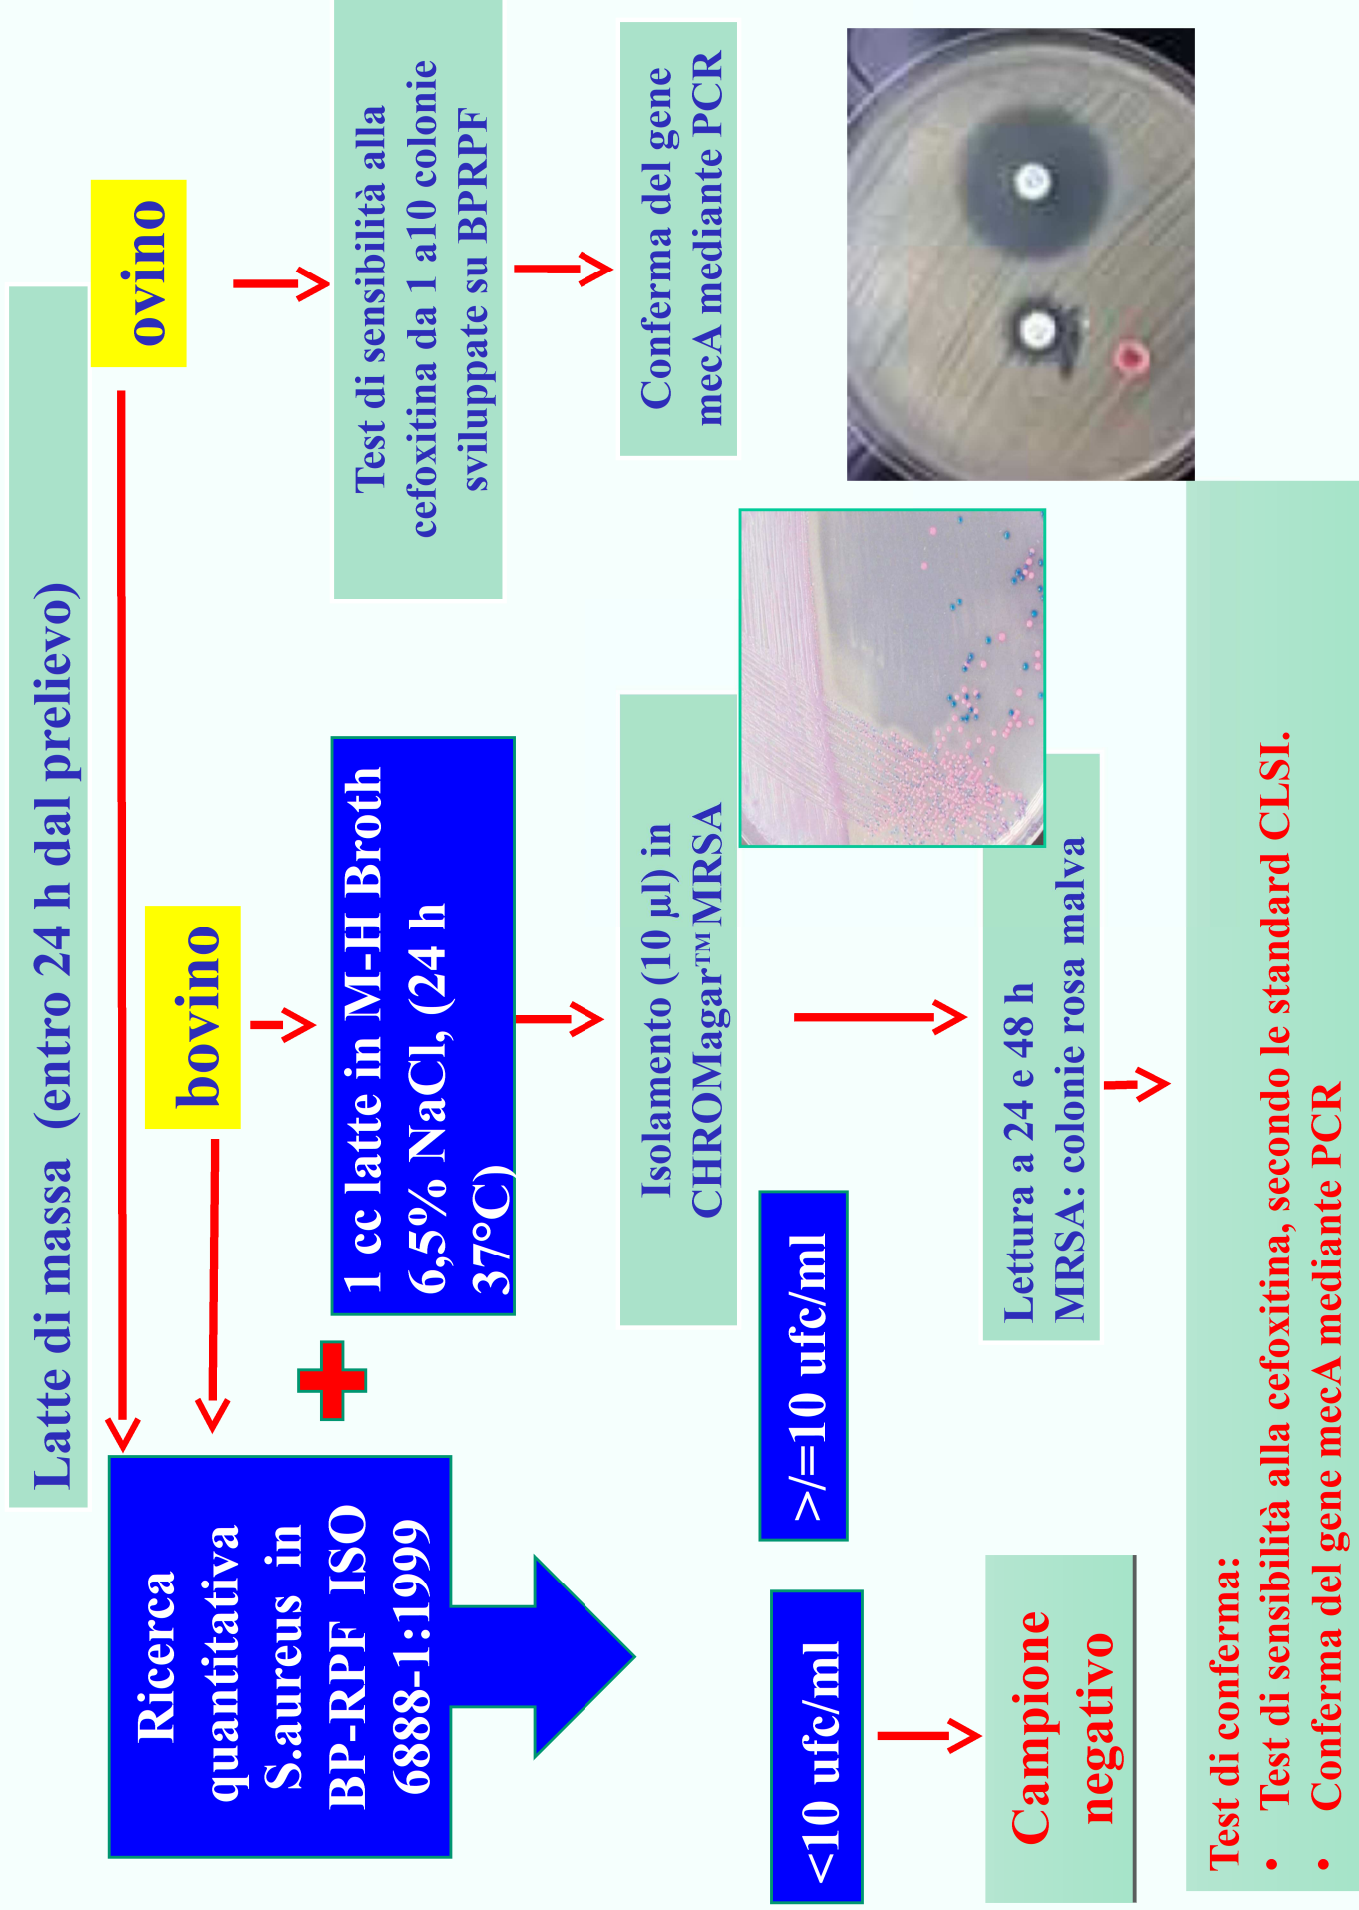 Latte di massa (entro 24 h dal prelievo)
ovino
bovino
Ricerca
quantitativa
S.aureus in
BP-RPF ISO
6888-1:1999
1 cc latte in M-H Broth
6,5% NaCl, (24 h
37°C)
Test di sensibilità alla
cefoxitina da 1 a10 colonie
sviluppate su BPRPF
Isolamento (10 µl) in
CHROMagar™MRSA
Conferma del gene
mecA mediante PCR
<10 ufc/ml
>/=10 ufc/ml
Lettura a 24 e 48 h
MRSA: colonie rosa malva
Campione
negativo
Test di conferma:
• Test di sensibilità alla cefoxitina, secondo le standard CLSI.
• Conferma del gene mecA mediante PCR